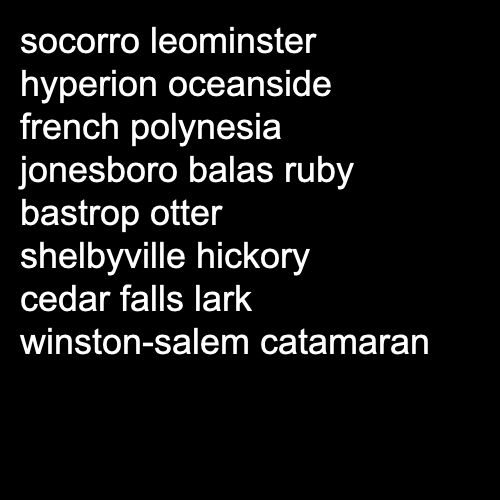 socorro leominster
hyperion oceanside
french polynesia
jonesboro balas ruby
bastrop otter
shelbyville hickory
cedar falls lark
winston-salem catamaran